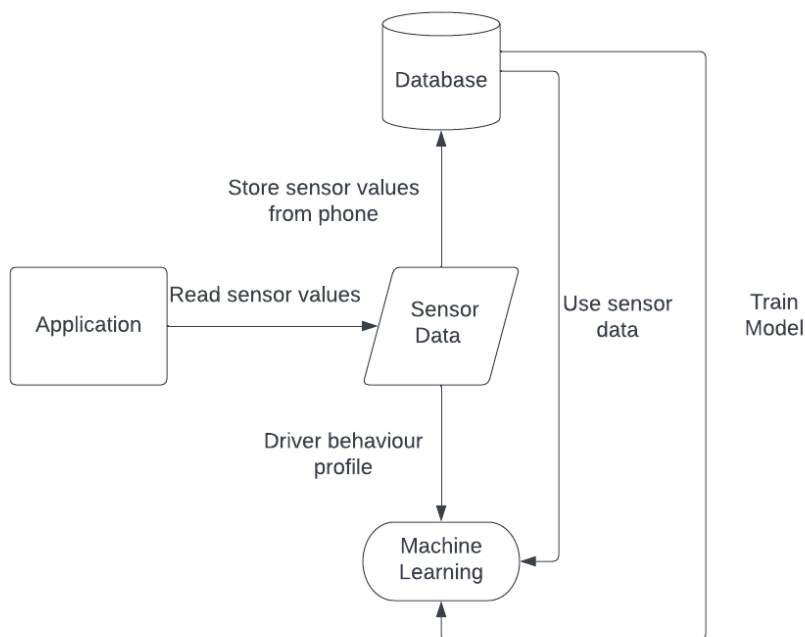 Database
Store sensor values
from phone
Application
Read sensor values
Sensor
Data
Use sensor
data
Train
Model
Driver behaviour
profile
Machine
Learning